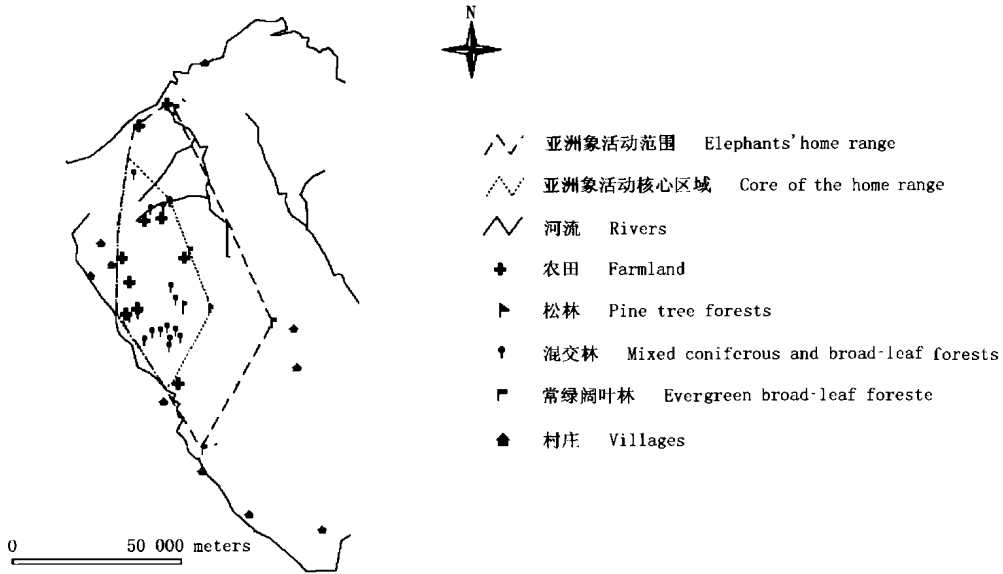 N
亚洲象活动范围 Elephants' home range
亚洲象活动核心区域 Core of the home range
河流 Rivers
农田 Farmland
松林 Pine tree forests
混交林 Mixed coniferous and broad-leaf forests
常绿阔叶林 Evergreen broad-leaf foreste
村庄 Villages
0 50 000 meters